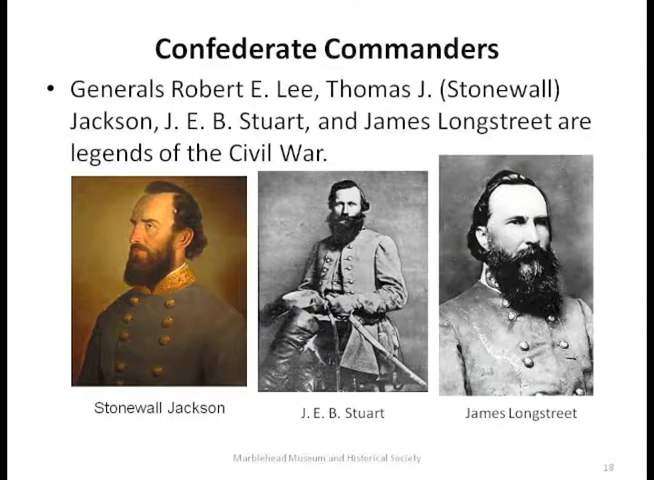 Confederate Commanders
• Generals Robert E. Lee, Thomas J. (Stonewall)
Jackson, J. E. B. Stuart, and James Longstreet are
legends of the Civil War.
Stonewall Jackson
J. E. B. Stuart
James Longstreet
Marblehead Museum and Historical Society
18